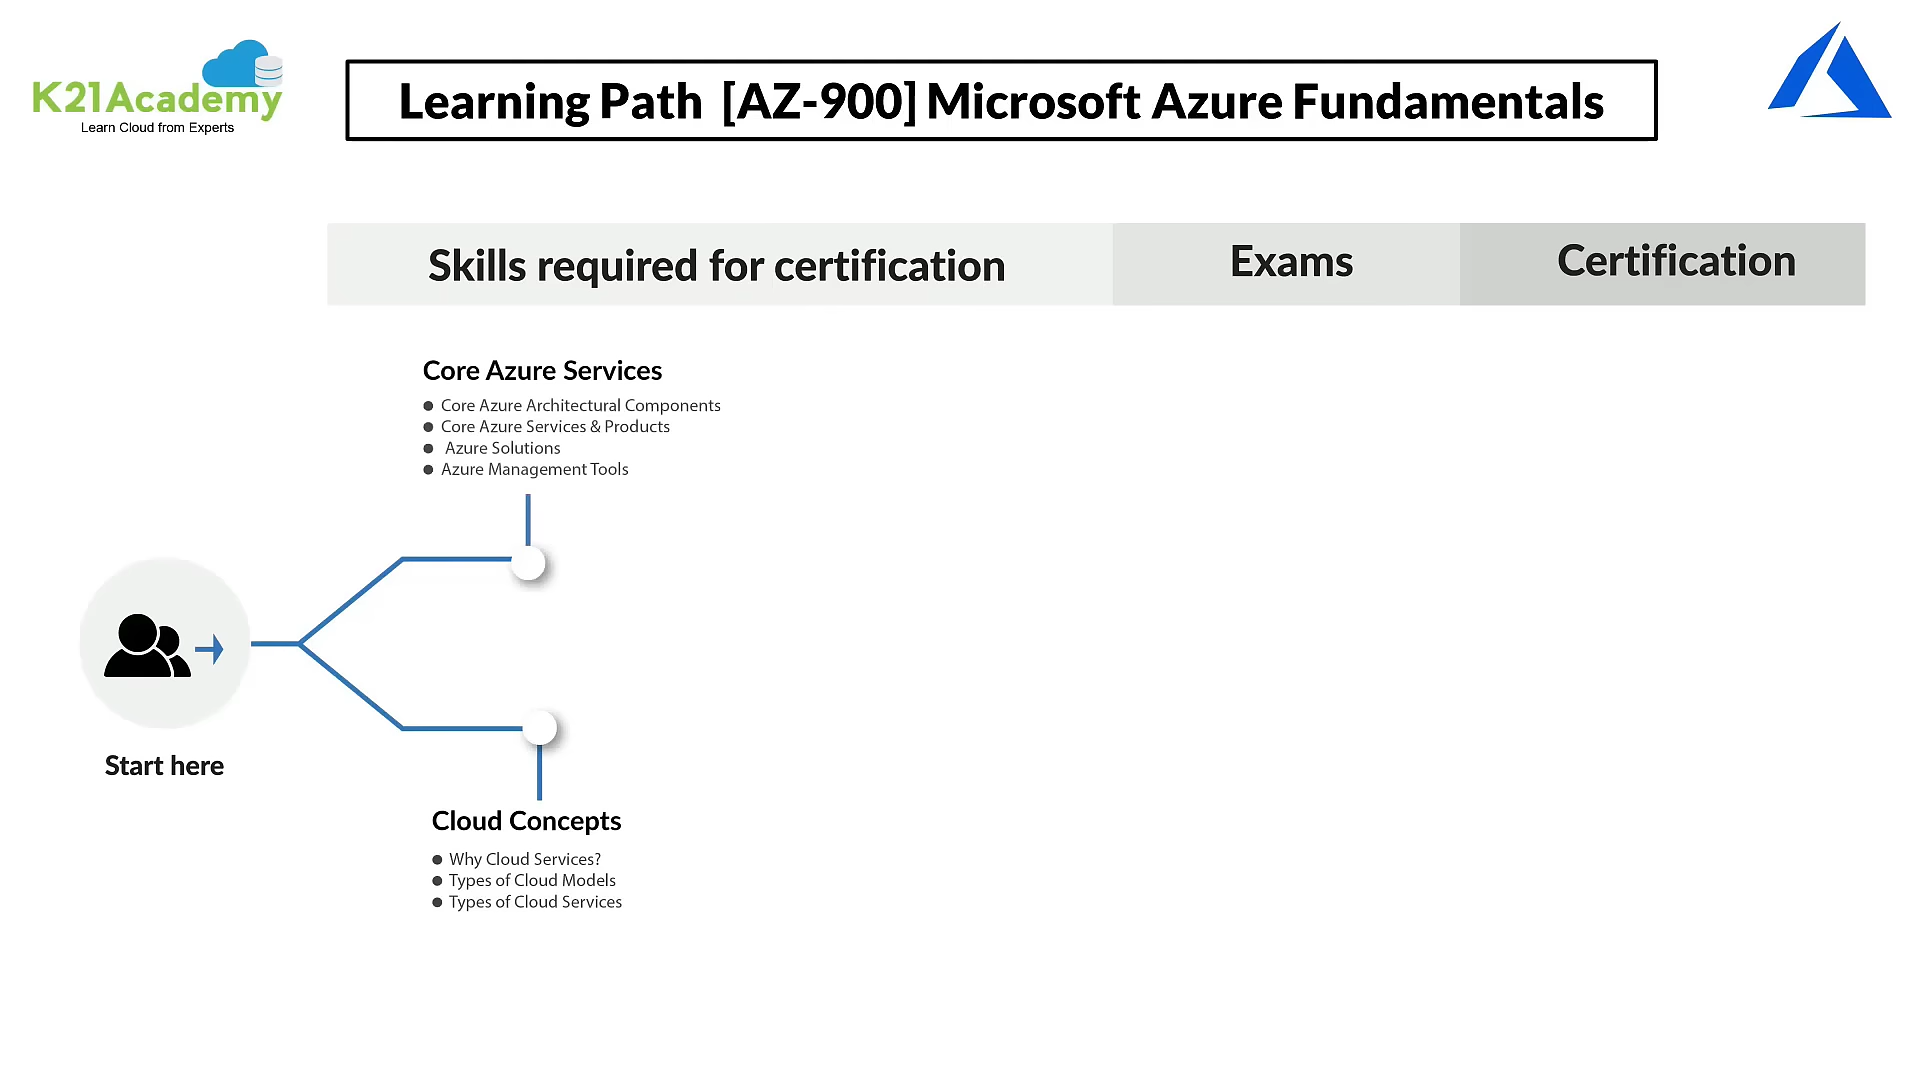 K21Academy
Learn Cloud from Experts
Learning Path [AZ-900] Microsoft Azure Fundamentals
Skills required for certification
Exams
Certification
Core Azure Services
● Core Azure Architectural Components
● Core Azure Services & Products
● Azure Solutions
● Azure Management Tools
Start here
Cloud Concepts
● Why Cloud Services?
● Types of Cloud Models
● Types of Cloud Services